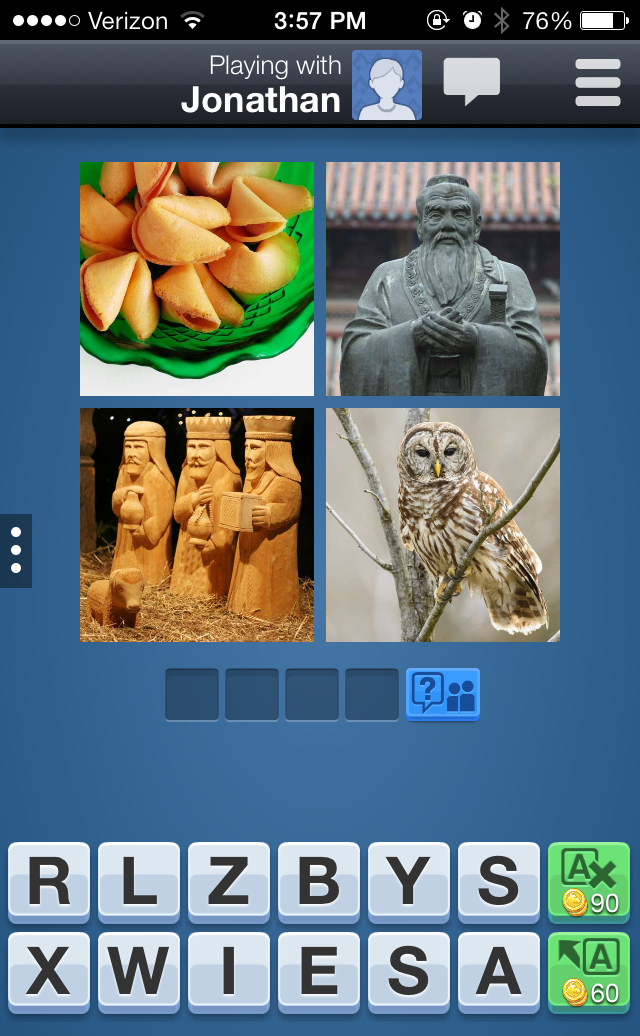 Verizon 3:57 PM 76%
Playing with
Jonathan
?
R L Z B Y S A X 90
X W I E S A A 60